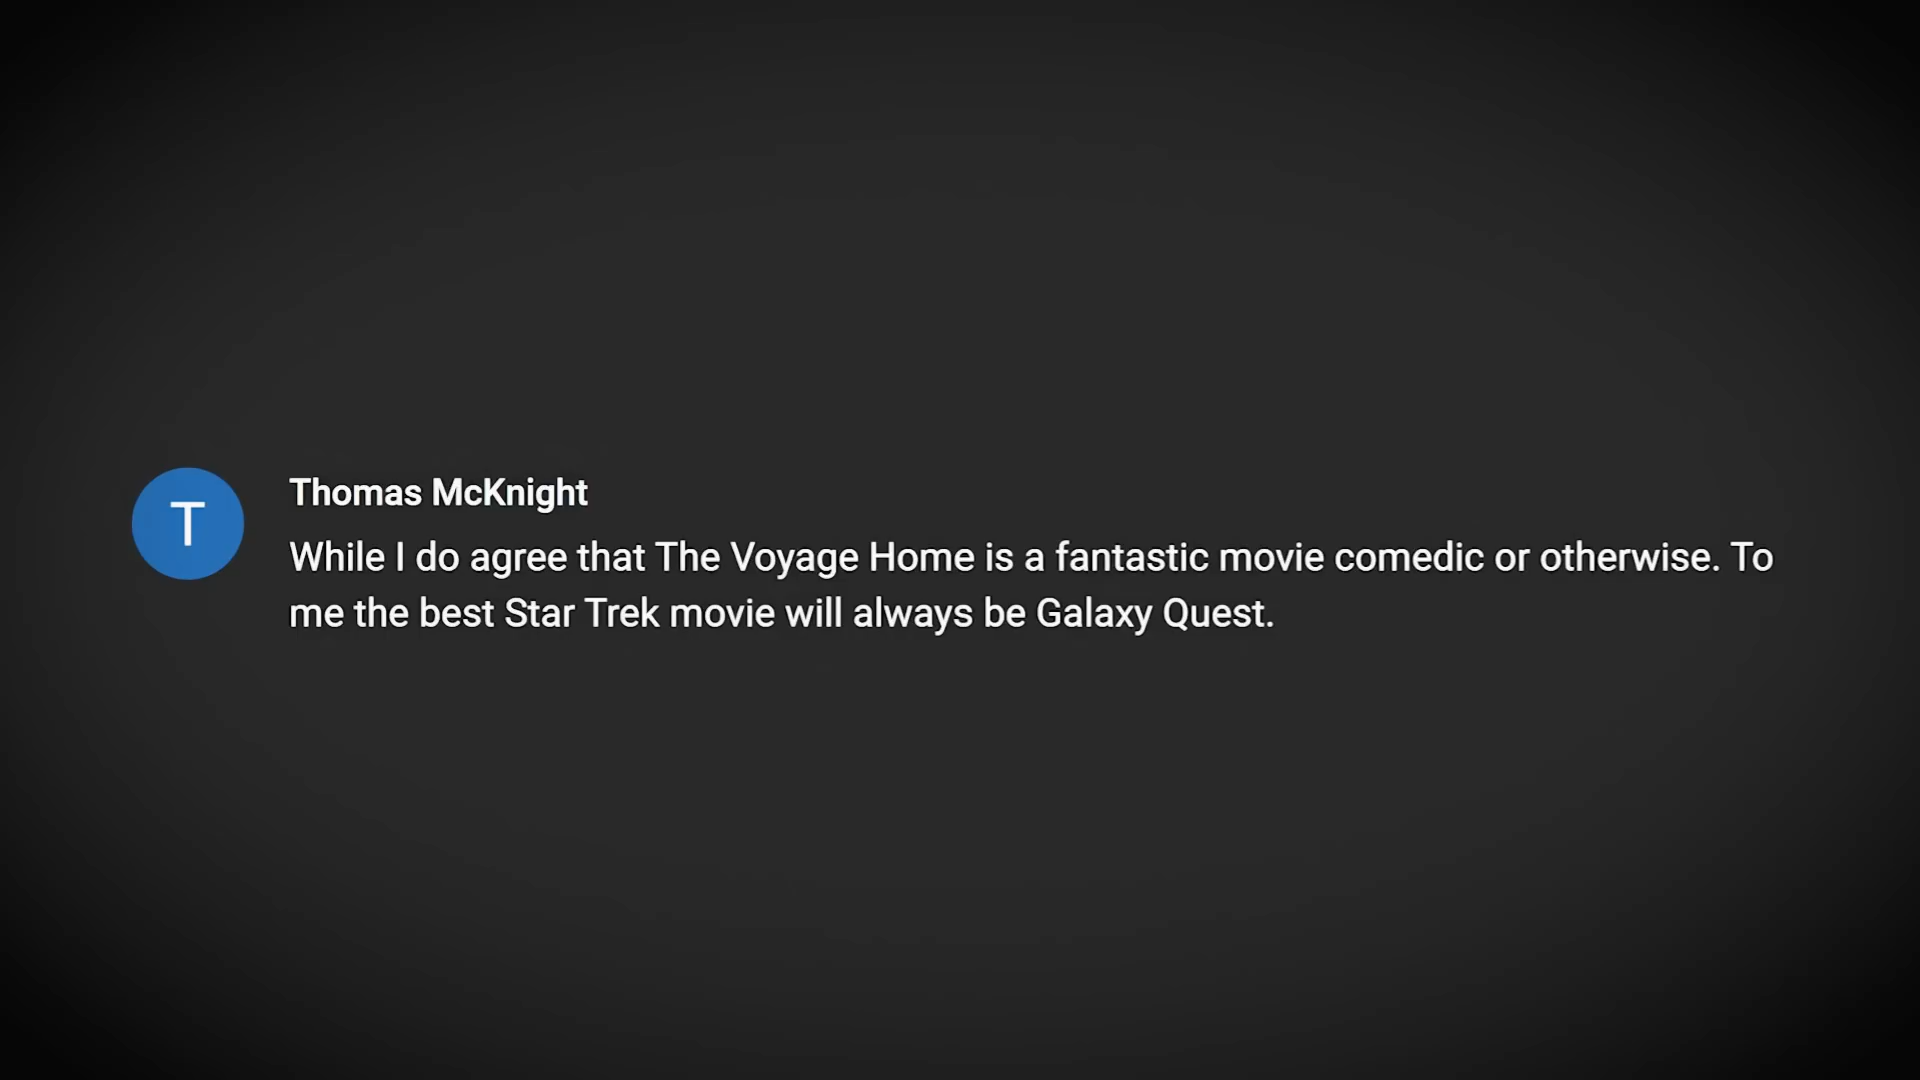 T
Thomas McKnight
While I do agree that The Voyage Home is a fantastic movie comedic or otherwise. To
me the best Star Trek movie will always be Galaxy Quest.